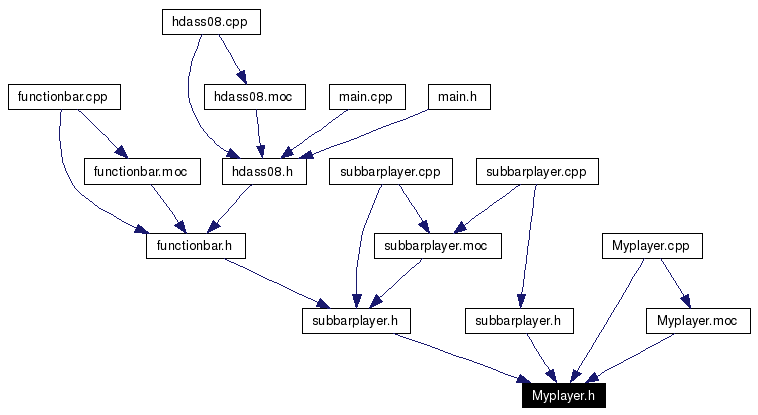 hdass08.cpp
functionbar.cpp
hdass08.moc
main.cpp
main.h
functionbar.moc
hdass08.h
subbarplayer.cpp
subbarplayer.cpp
functionbar.h
subbarplayer.moc
Myplayer.cpp
subbarplayer.h
subbarplayer.h
Myplayer.moc
Myplayer.h